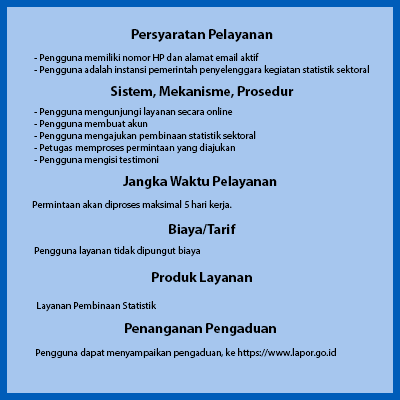 Persyaratan Pelayanan
- Pengguna memiliki nomor HP dan alamat email aktif
- Pengguna adalah instansi pemerintah penyelenggara kegiatan statistik sektoral
Sistem, Mekanisme, Prosedur
- Pengguna mengunjungi layanan secara online
- Pengguna membuat akun
- Pengguna mengajukan pembinaan statistik sektoral
- Petugas memproses permintaan yang diajukan
- Pengguna mengisi testimoni
Jangka Waktu Pelayanan
Permintaan akan diproses maksimal 5 hari kerja.
Biaya/Tarif
Pengguna layanan tidak dipungut biaya
Produk Layanan
Layanan Pembinaan Statistik
Penanganan Pengaduan
Pengguna dapat menyampaikan pengaduan, ke https://www.lapor.go.id